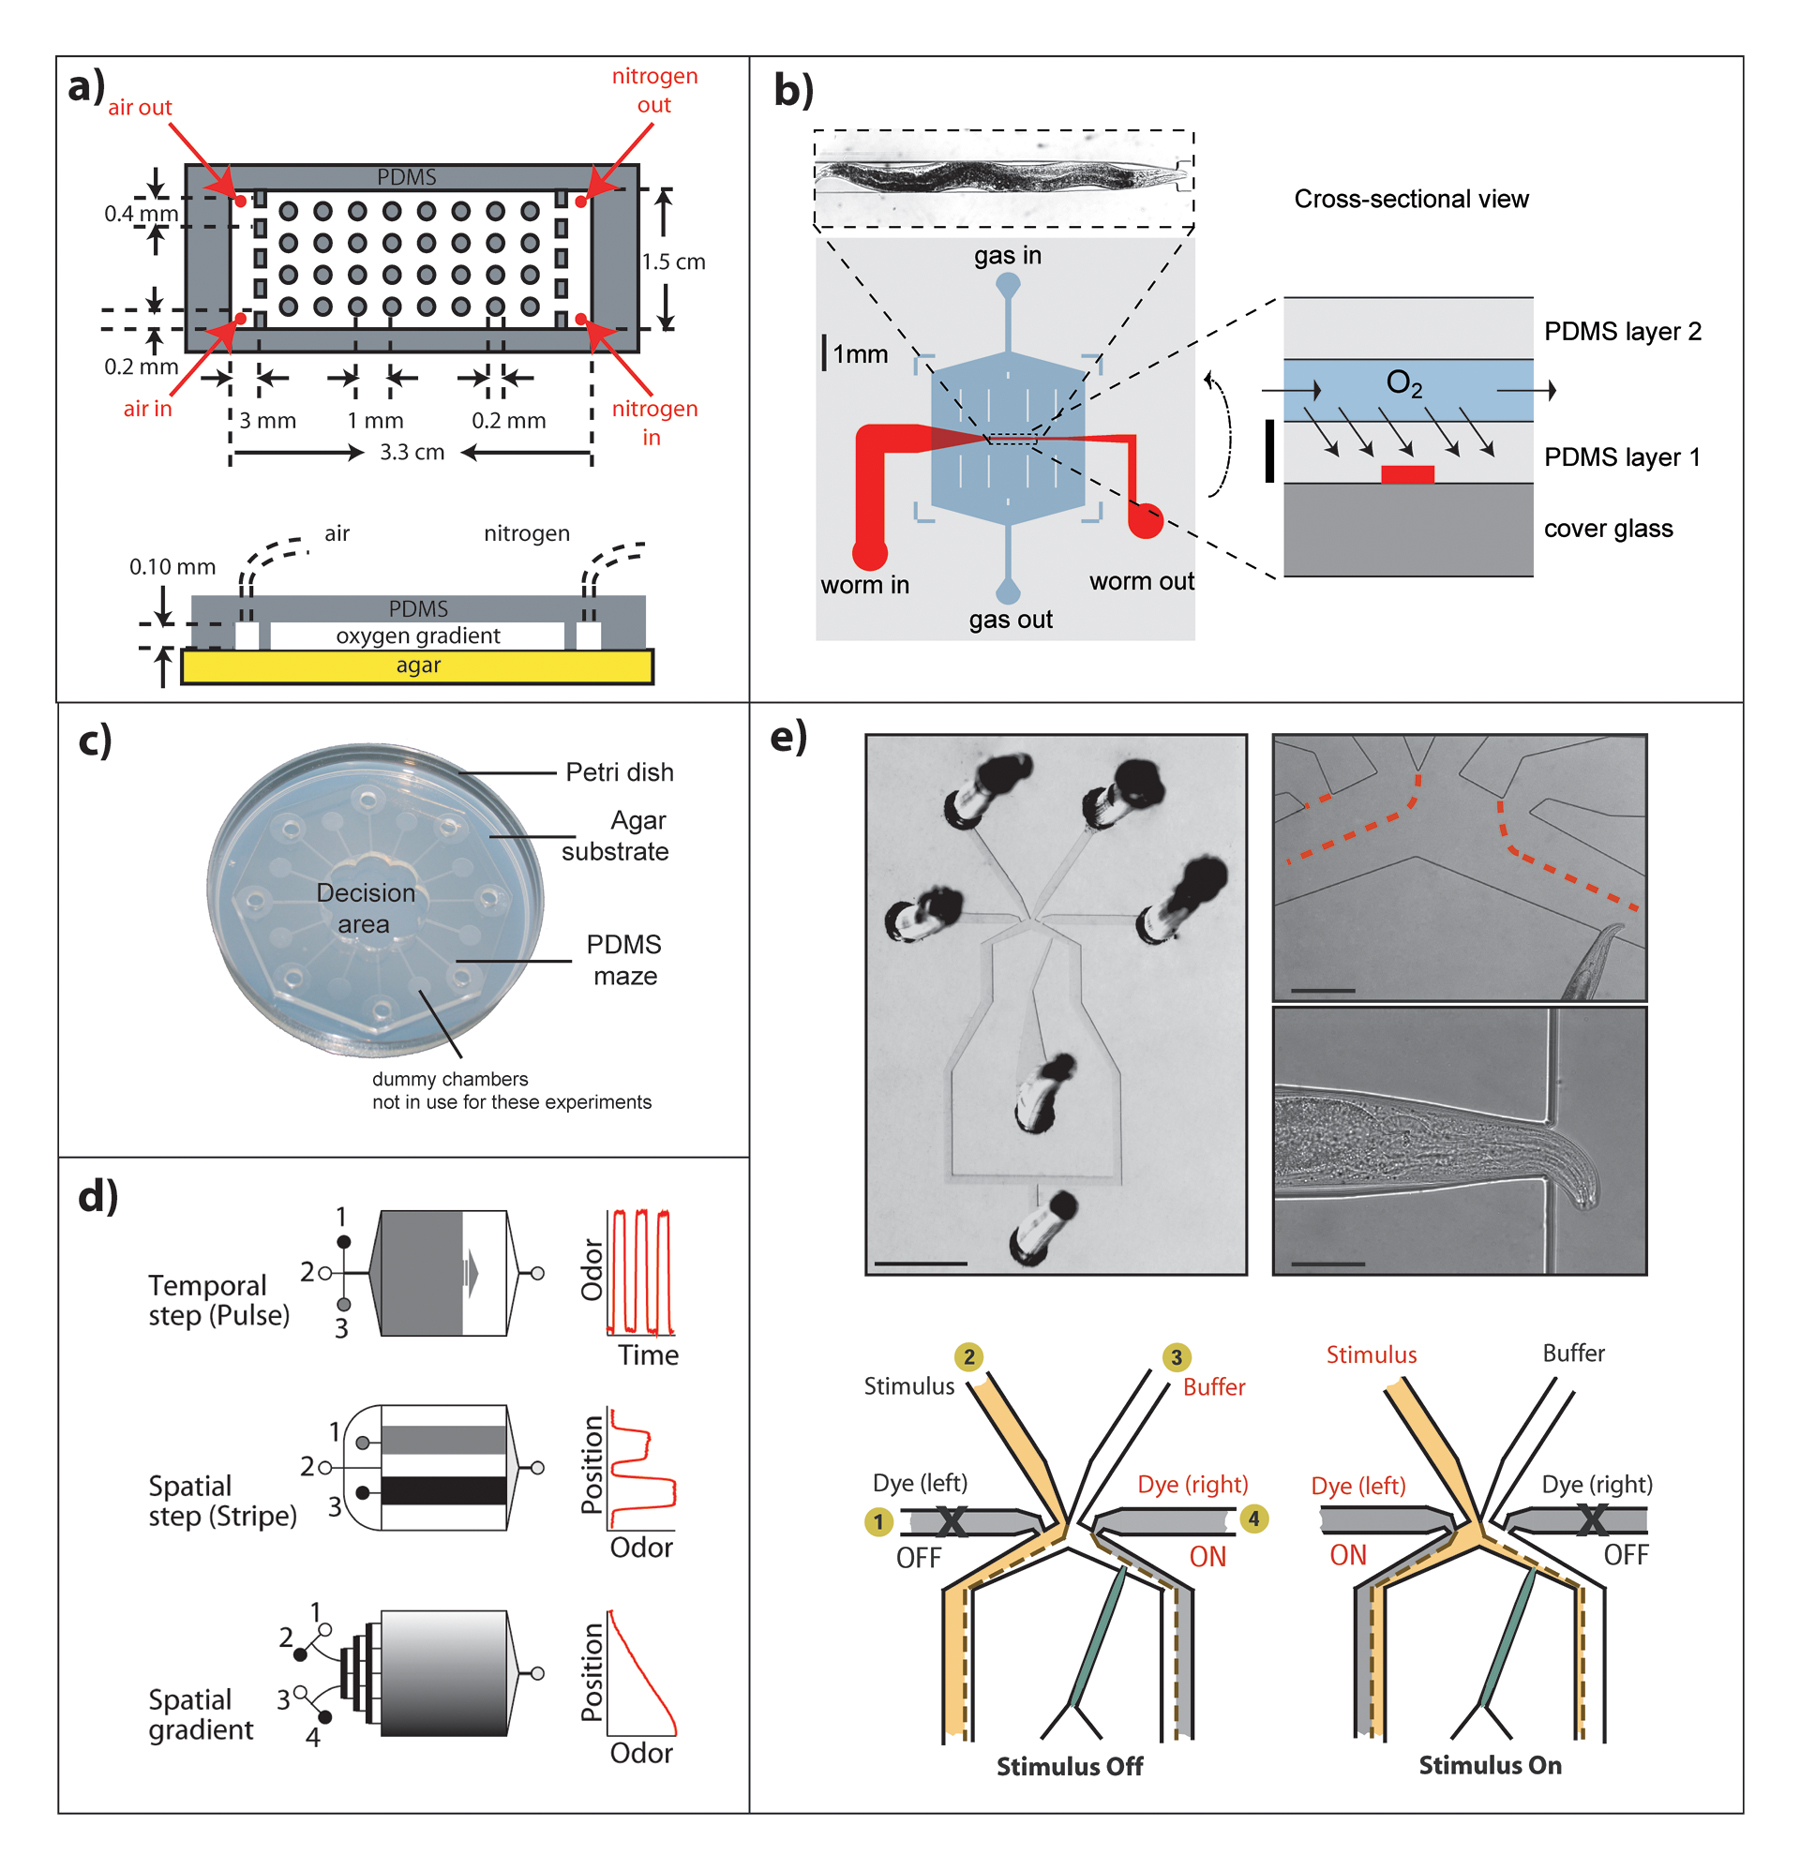 a)
air out
nitrogen
out
PDMS
0.4 mm
1.5 cm
0.2 mm
air in
3 mm
1 mm
0.2 mm
nitrogen
in
3.3 cm
air
nitrogen
0.10 mm
PDMS
oxygen gradient
agar
b)
Cross-sectional view
gas in
1mm
worm in
worm out
gas out
PDMS layer 2
O2
PDMS layer 1
cover glass
c)
Petri dish
Agar
substrate
Decision
area
PDMS
maze
dummy chambers
not in use for these experiments
d)
1
2
3
Temporal
step (Pulse)
Odor
Time
1
2
3
Spatial
step (Stripe)
Position
Odor
1
2
3
4
Spatial
gradient
Position
Odor
e)
2
3
Stimulus
Buffer
Dye (left)
Dye (right)
1
X
4
OFF
ON
Stimulus Off
Stimulus
Buffer
Dye (left)
Dye (right)
X
ON
OFF
Stimulus On